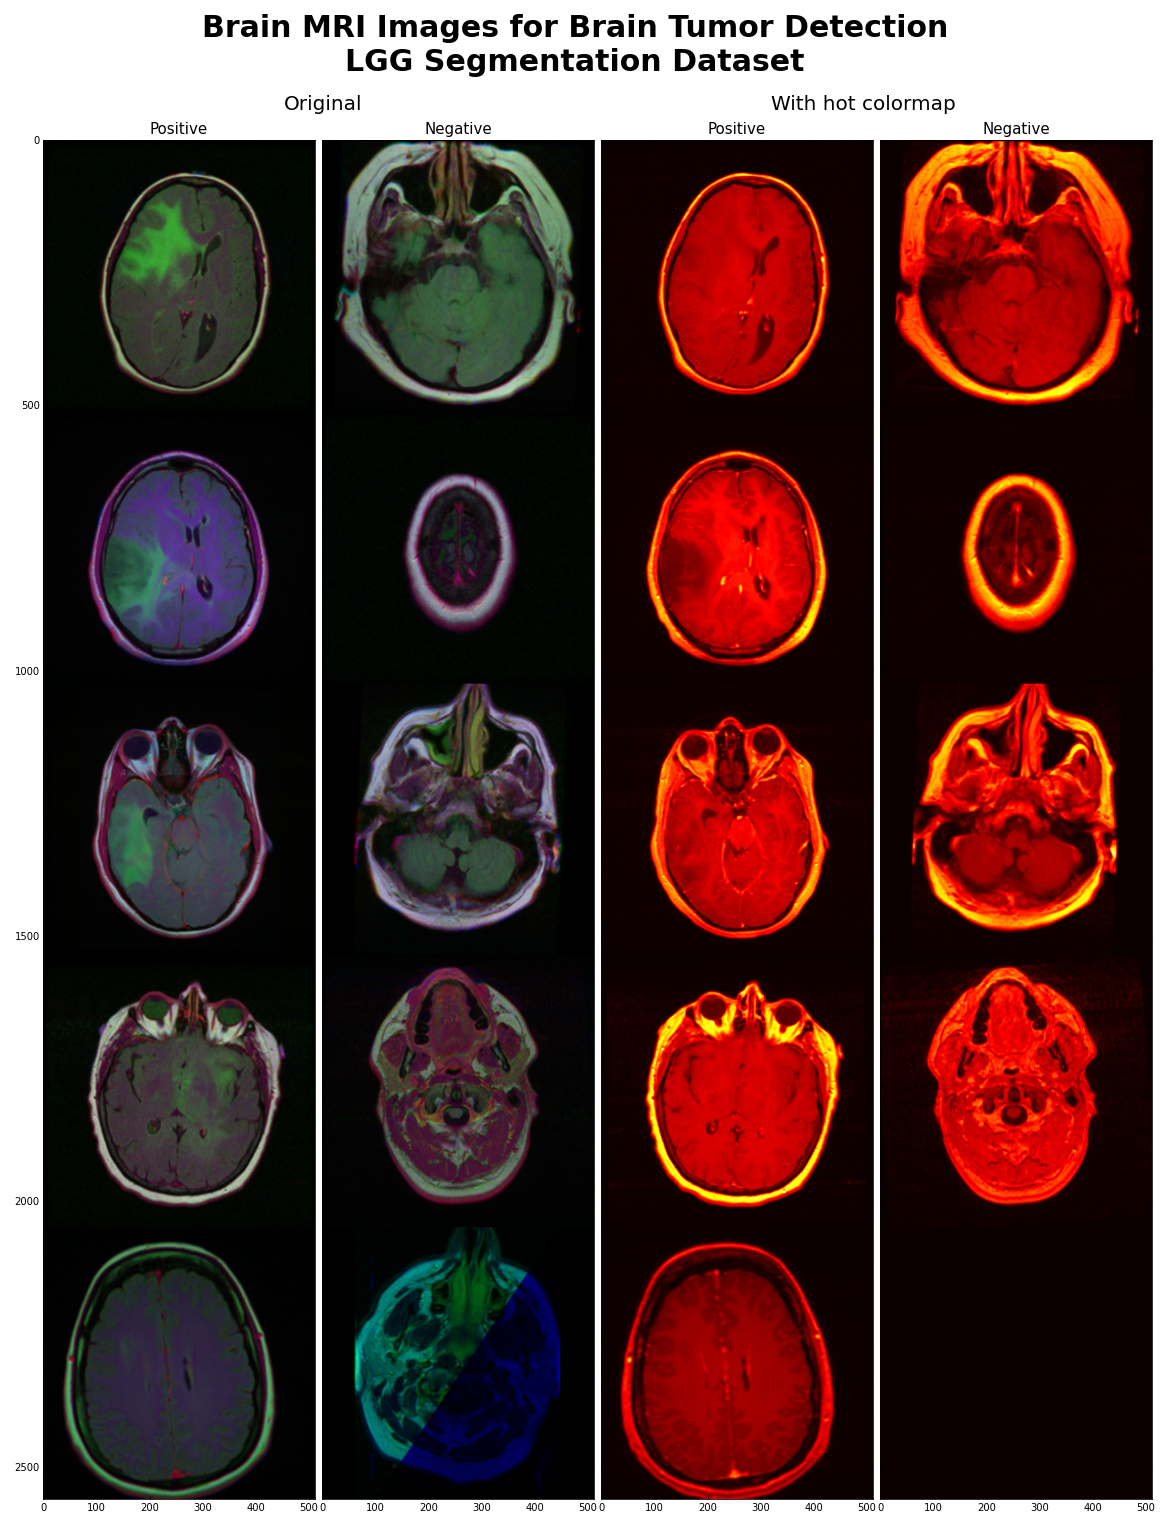 Brain MRI Images for Brain Tumor Detection
LGG Segmentation Dataset
Original With hot colormap
Positive Negative Positive Negative
0
500
1000
1500
2000
2500
0 100 200 300 400 500 0 100 200 300 400 500 0 100 200 300 400 500 0 100 200 300 400 500